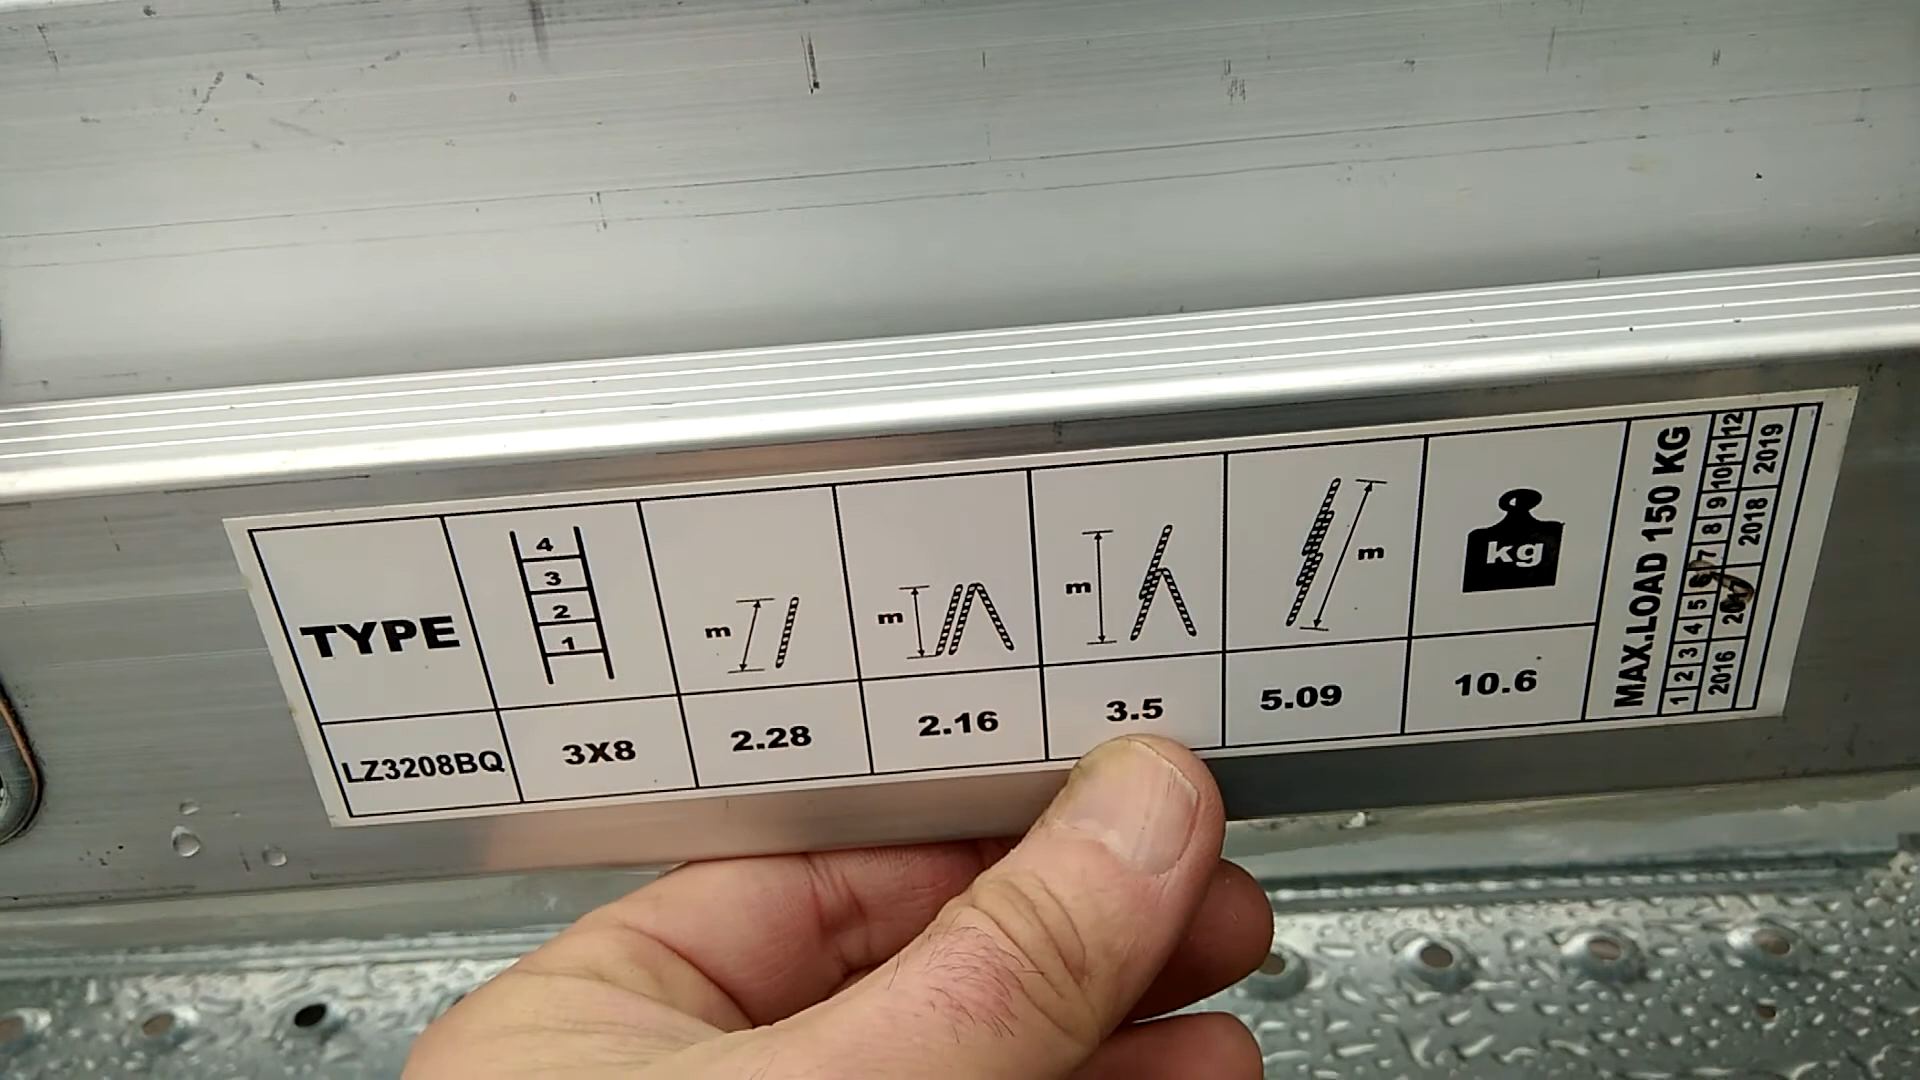 TYPE
4
3
2
1
m
m
m
m
kg
LZ3208BQ
3X8
2.28
2.16
3.5
5.09
10.6
MAX.LOAD 150 KG
1 2 3 4 5 6 7 8 9 10 11 12
2016 2018 2019